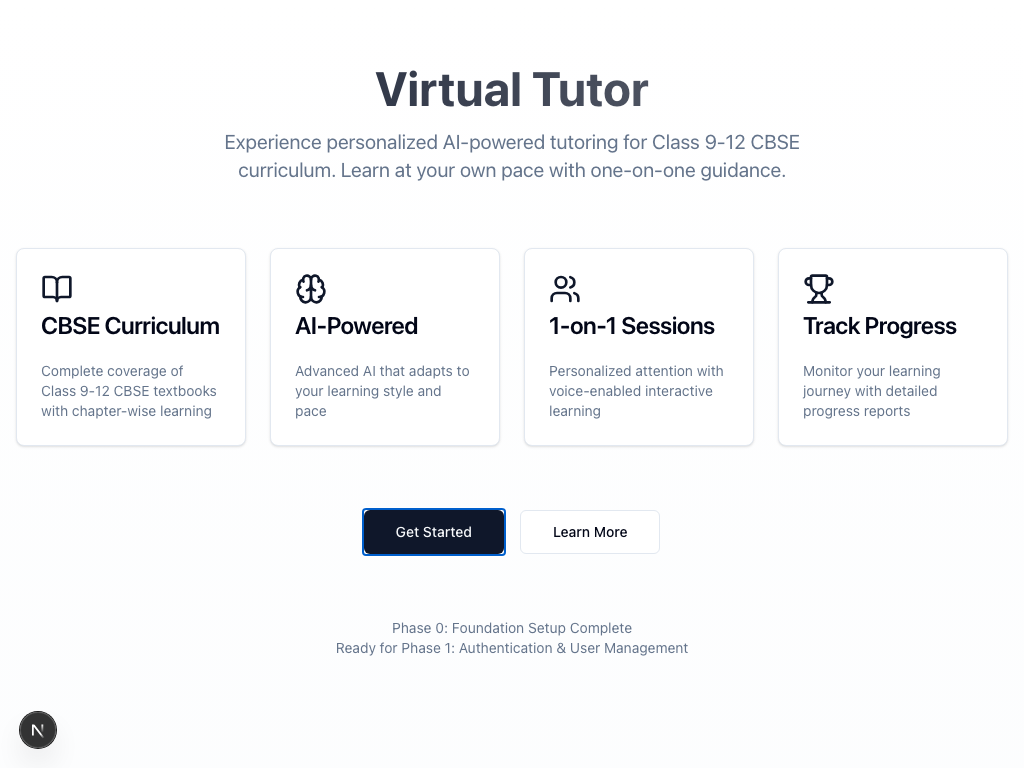 Virtual Tutor
Experience personalized AI-powered tutoring for Class 9-12 CBSE
curriculum. Learn at your own pace with one-on-one guidance.
CBSE Curriculum
Complete coverage of
Class 9-12 CBSE textbooks
with chapter-wise learning
AI-Powered
Advanced AI that adapts to
your learning style and
pace
1-on-1 Sessions
Personalized attention with
voice-enabled interactive
learning
Track Progress
Monitor your learning
journey with detailed
progress reports
Get Started
Learn More
Phase 0: Foundation Setup Complete
Ready for Phase 1: Authentication & User Management
N